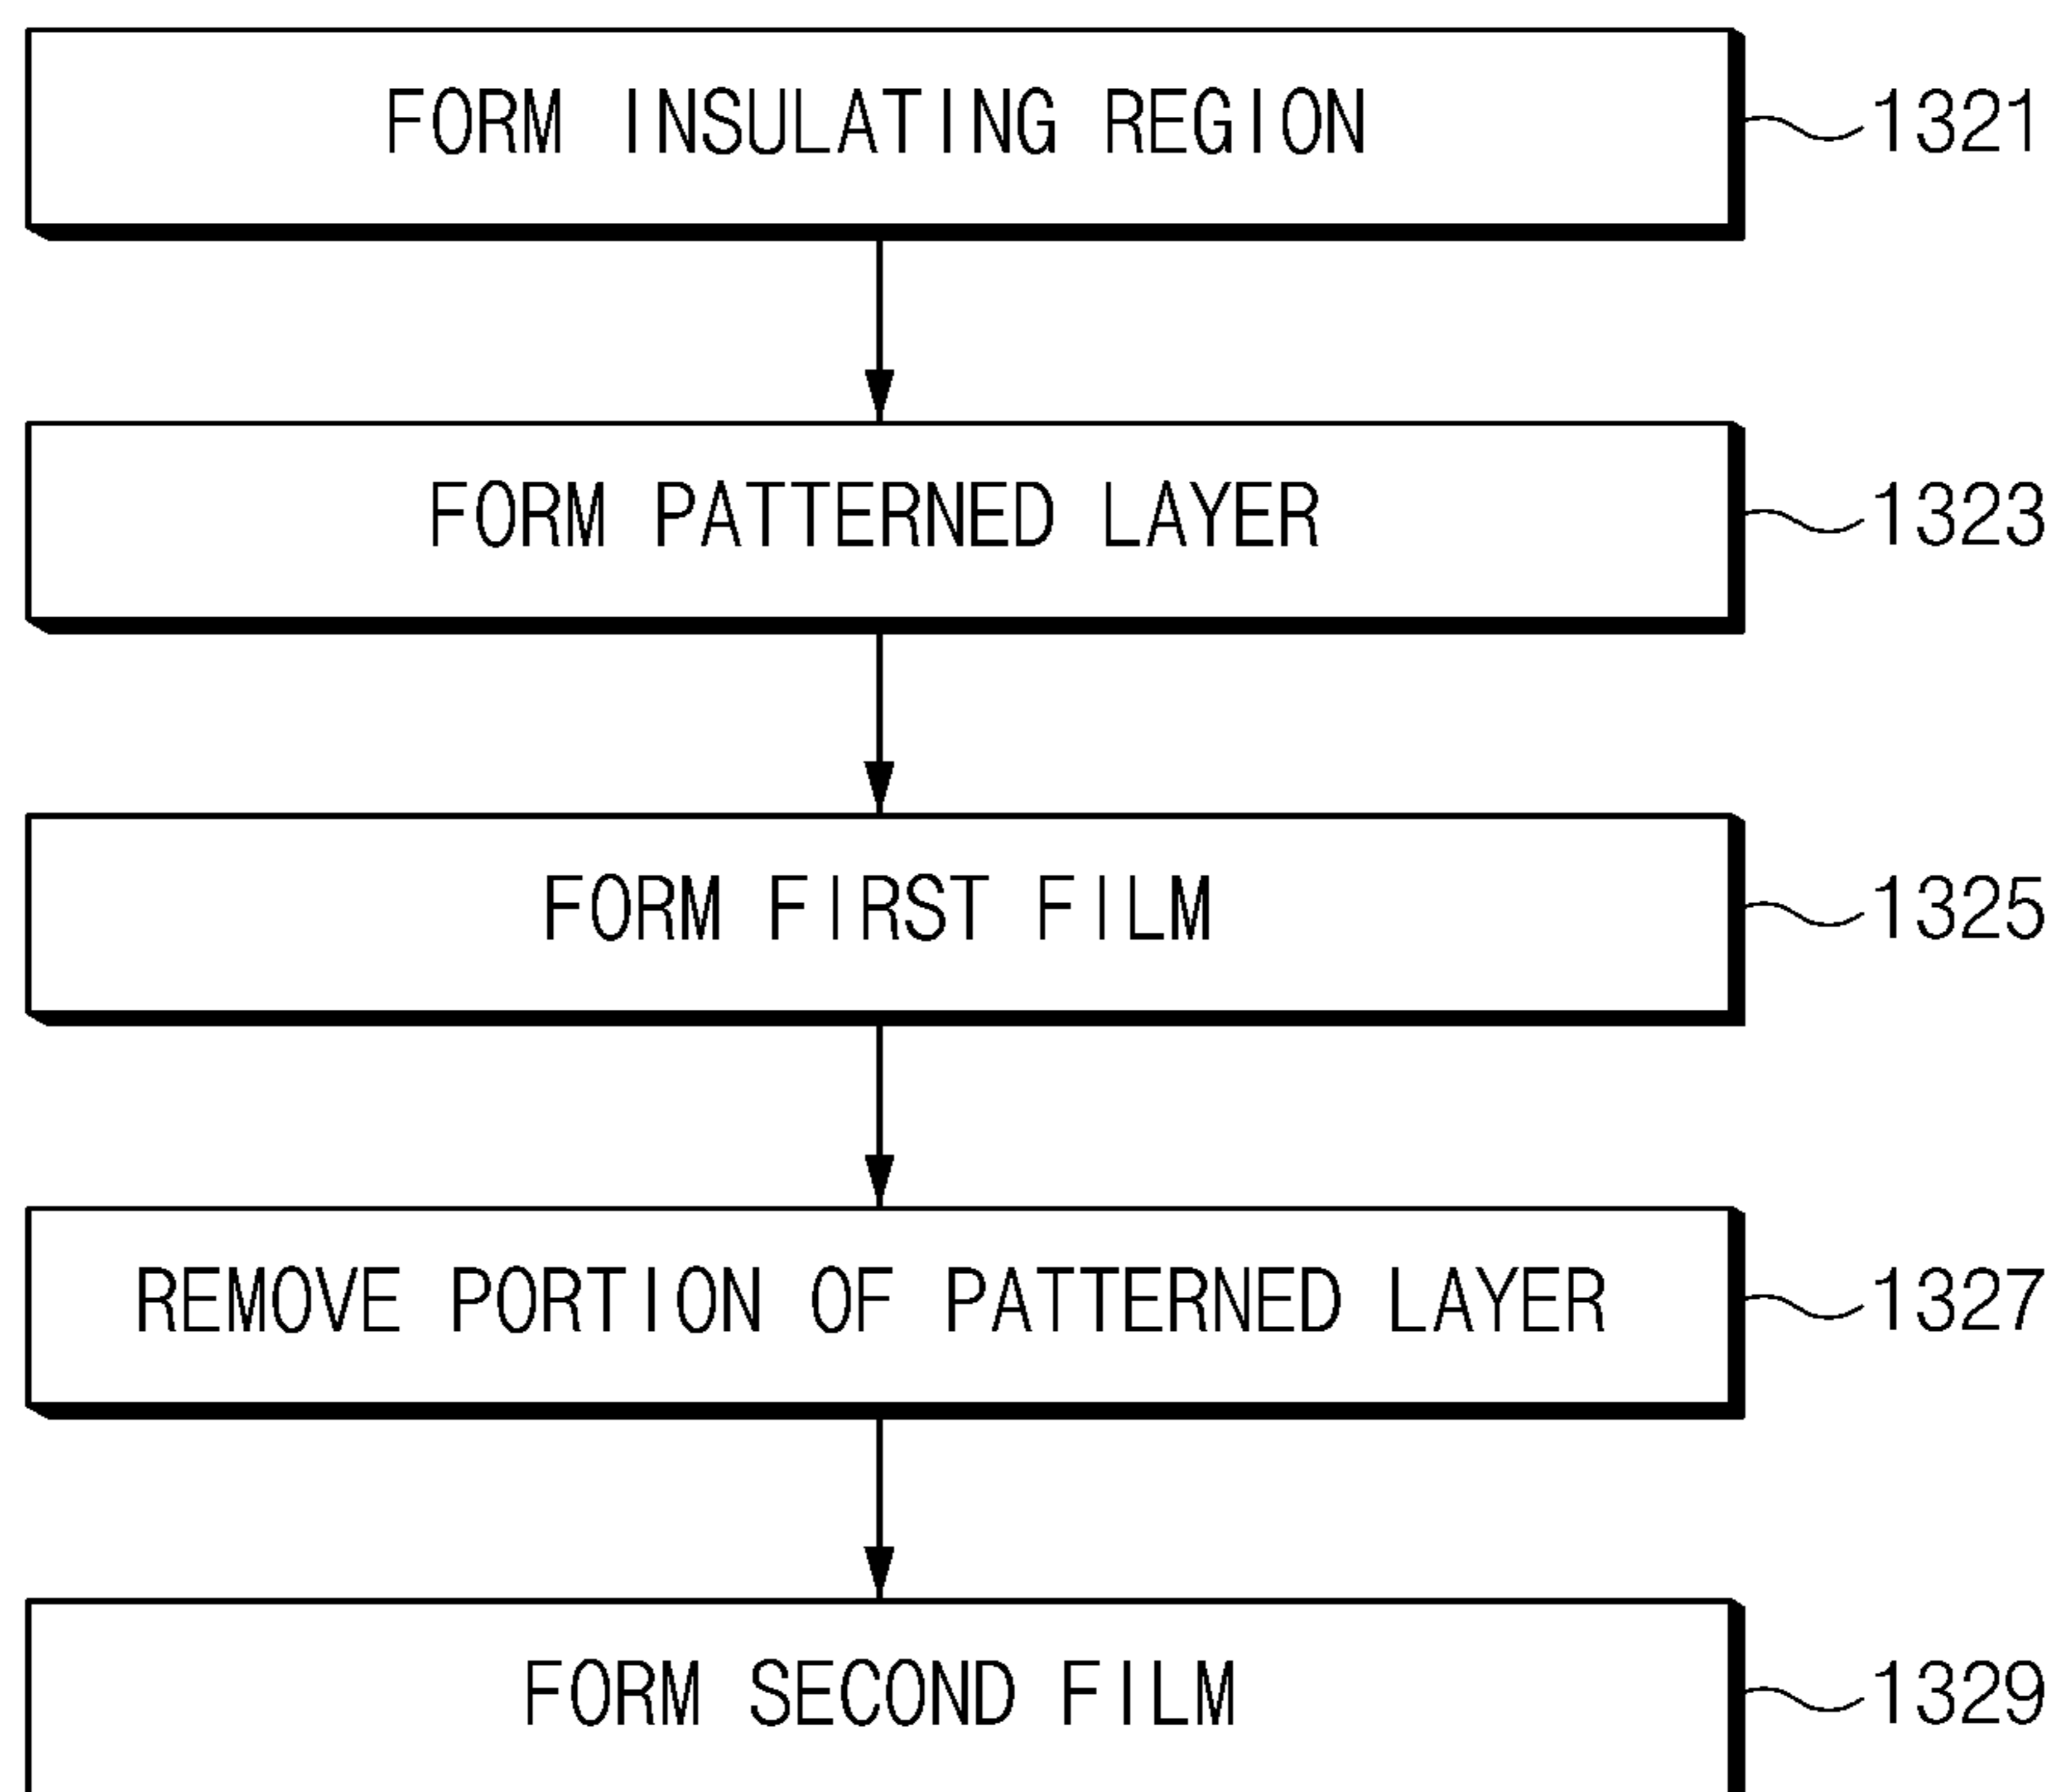 FORM INSULATING REGION 1321
FORM PATTERNED LAYER 1323
FORM FIRST FILM 1325
REMOVE PORTION OF PATTERNED LAYER 1327
FORM SECOND FILM 1329